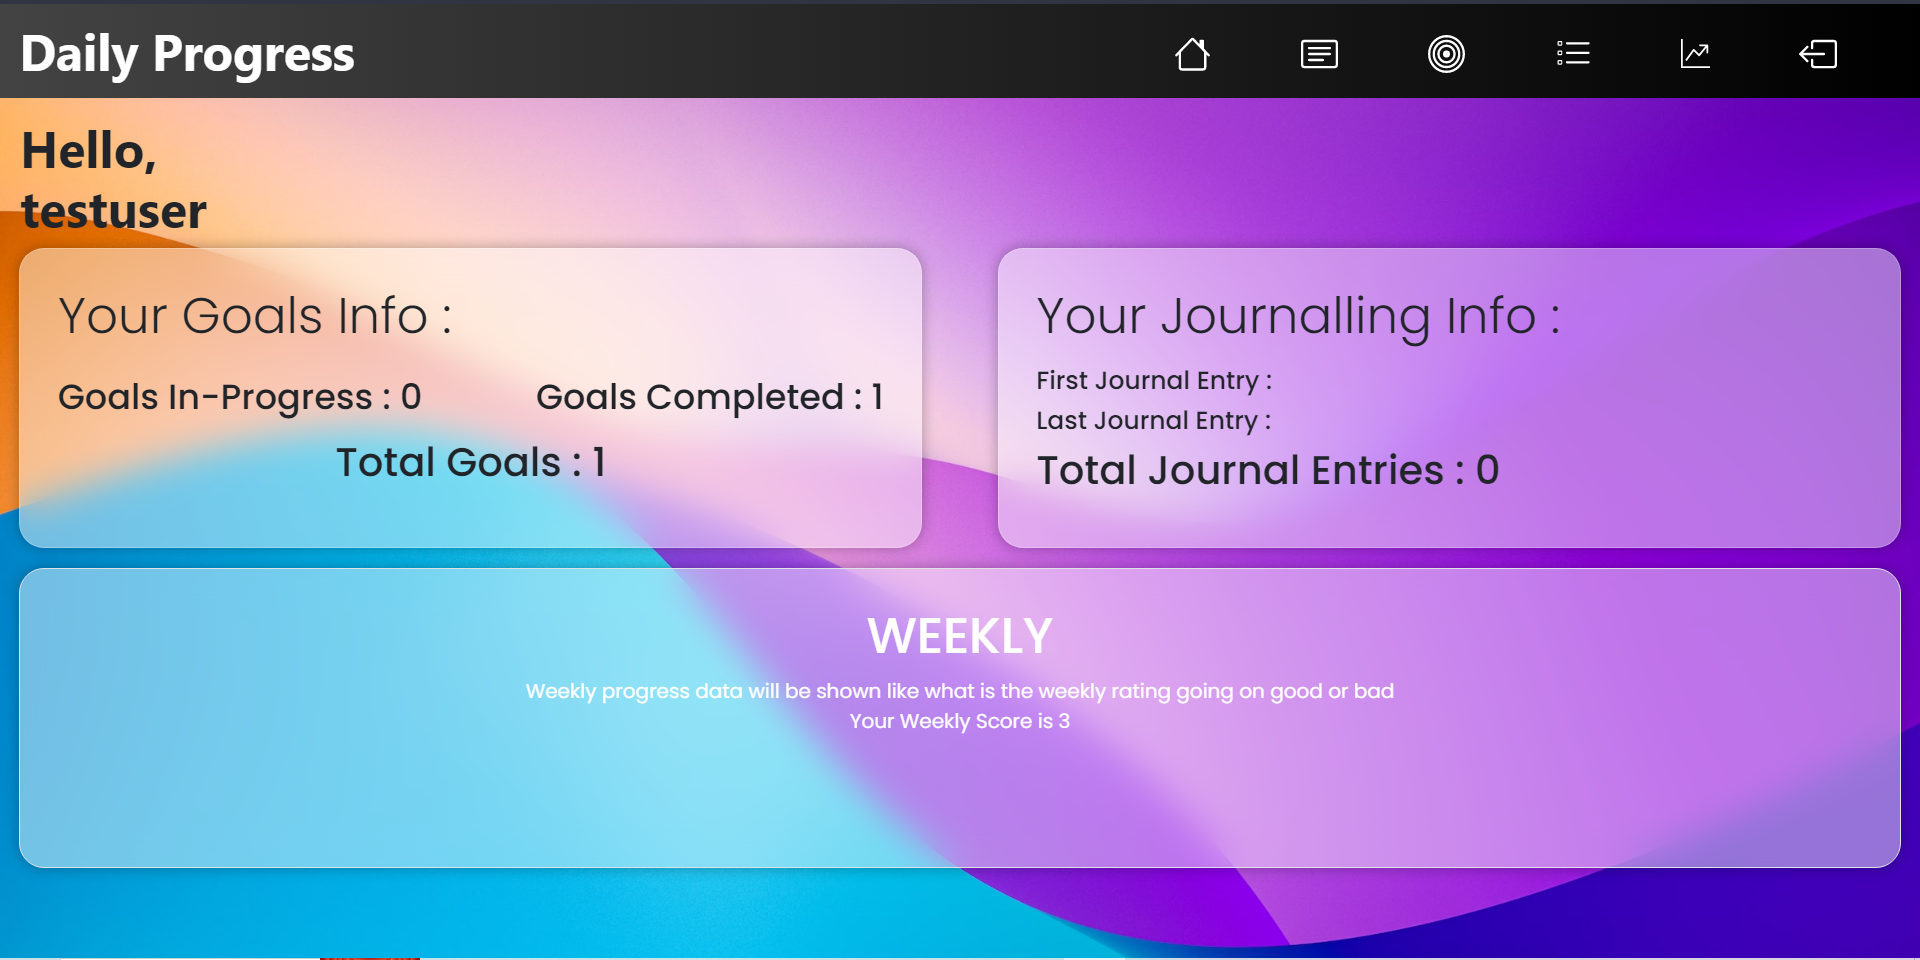 Daily Progress
Hello,
testuser
Your Goals Info :
Goals In-Progress : 0
Goals Completed : 1
Total Goals : 1
Your Journalling Info :
First Journal Entry :
Last Journal Entry :
Total Journal Entries : 0
WEEKLY
Weekly progress data will be shown like what is the weekly rating going on good or bad
Your Weekly Score is 3